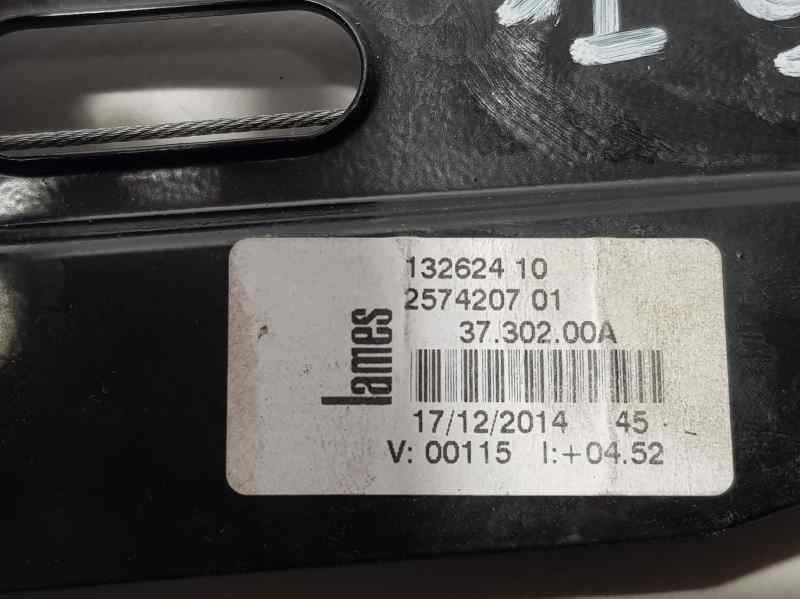 132624 10
2574207 01
37.302.00A
lames
17/12/2014 45
V: 00115 I:+04.52